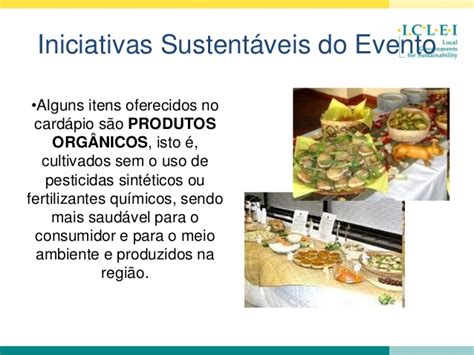 I.C.L.E.I
Local
Governments
for Sustainability
Iniciativas Sustentáveis do Evento
•Alguns itens oferecidos no
cardápio são PRODUTOS
ORGÂNICOS, isto é,
cultivados sem o uso de
pesticidas sintéticos ou
fertilizantes químicos, sendo
mais saudável para o
consumidor e para o meio
ambiente e produzidos na
região.